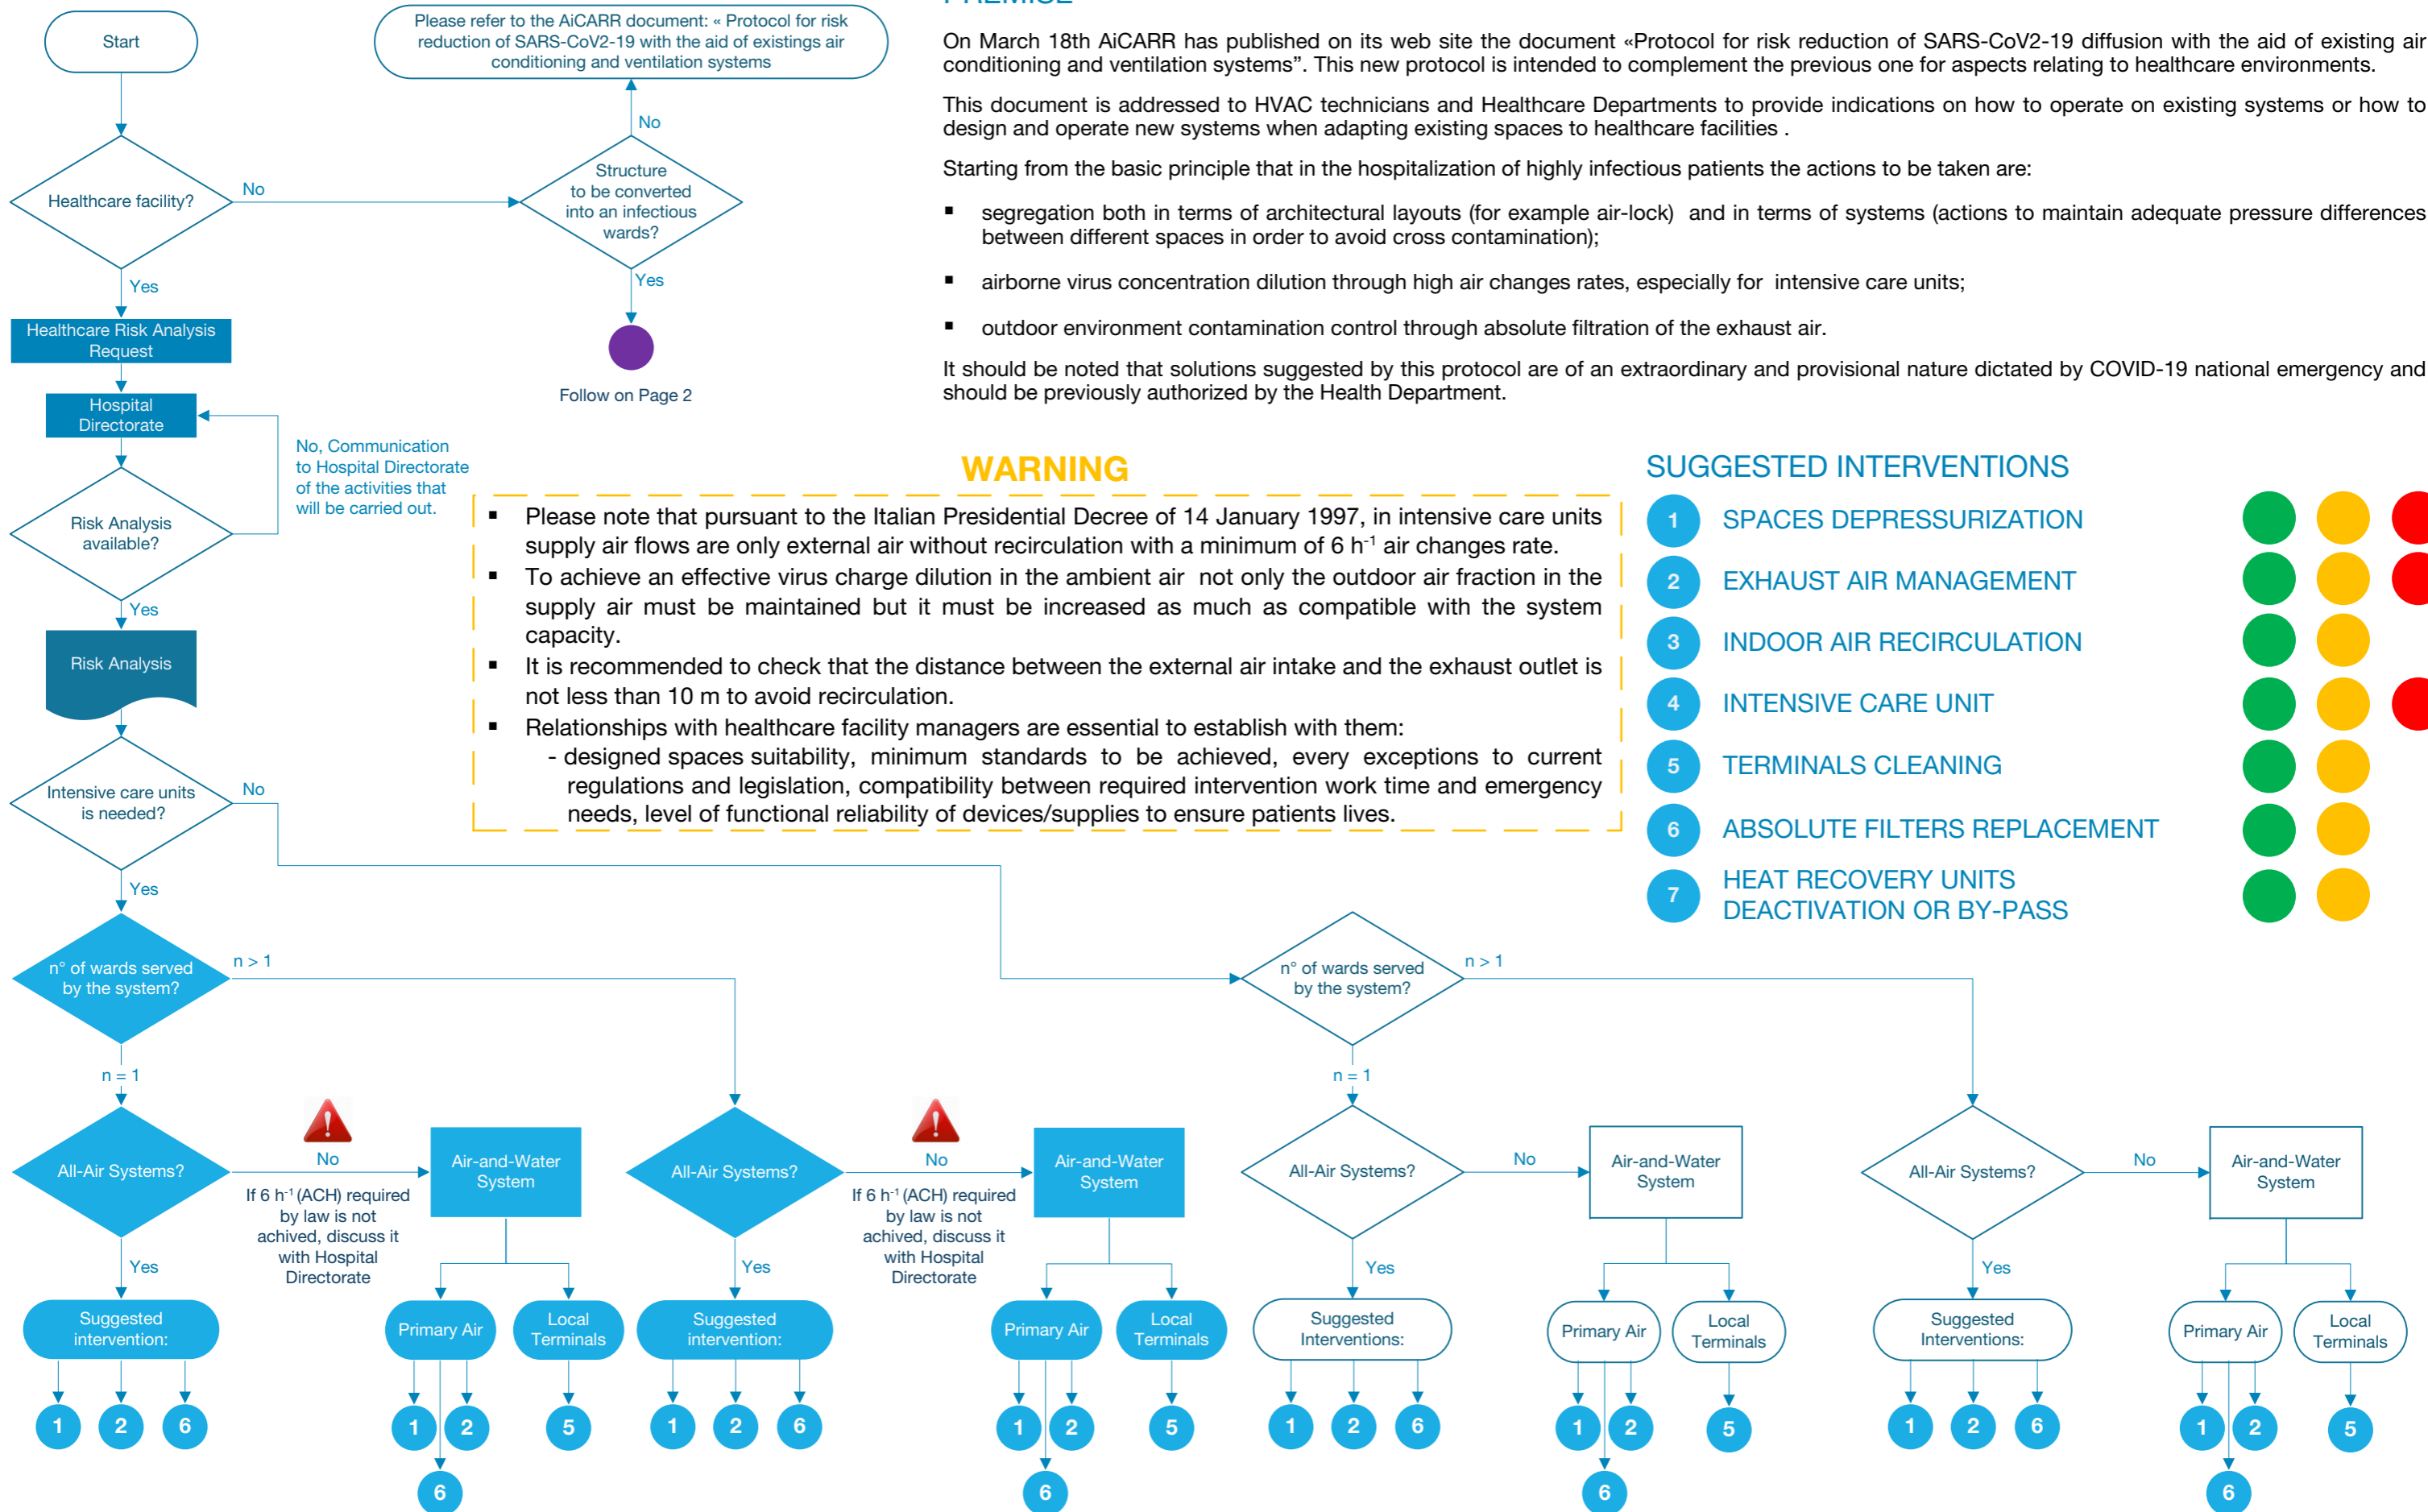 Start
Please refer to the AiCARR document: « Protocol for risk
reduction of SARS-CoV2-19 with the aid of existings air
conditioning and ventilation systems
PREMISE
On March 18th AiCARR has published on its web site the document «Protocol for risk reduction of SARS-CoV2-19 diffusion with the aid of existing air
conditioning and ventilation systems”. This new protocol is intended to complement the previous one for aspects relating to healthcare environments.
This document is addressed to HVAC technicians and Healthcare Departments to provide indications on how to operate on existing systems or how to
design and operate new systems when adapting existing spaces to healthcare facilities .
Starting from the basic principle that in the hospitalization of highly infectious patients the actions to be taken are:
▪ segregation both in terms of architectural layouts (for example air-lock) and in terms of systems (actions to maintain adequate pressure differences
between different spaces in order to avoid cross contamination);
▪ airborne virus concentration dilution through high air changes rates, especially for intensive care units;
▪ outdoor environment contamination control through absolute filtration of the exhaust air.
It should be noted that solutions suggested by this protocol are of an extraordinary and provisional nature dictated by COVID-19 national emergency and
should be previously authorized by the Health Department.
No
Healthcare facility?
No
Structure
to be converted
into an infectious
wards?
Yes
Yes
Follow on Page 2
Healthcare Risk Analysis
Request
Hospital
Directorate
No, Communication
to Hospital Directorate
of the activities that
will be carried out.
Risk Analysis
available?
Yes
Risk Analysis
Intensive care units
is needed?
No
Yes
WARNING
▪ Please note that pursuant to the Italian Presidential Decree of 14 January 1997, in intensive care units
supply air flows are only external air without recirculation with a minimum of 6 h-1 air changes rate.
▪ To achieve an effective virus charge dilution in the ambient air not only the outdoor air fraction in the
supply air must be maintained but it must be increased as much as compatible with the system
capacity.
▪ It is recommended to check that the distance between the external air intake and the exhaust outlet is
not less than 10 m to avoid recirculation.
▪ Relationships with healthcare facility managers are essential to establish with them:
- designed spaces suitability, minimum standards to be achieved, every exceptions to current
regulations and legislation, compatibility between required intervention work time and emergency
needs, level of functional reliability of devices/supplies to ensure patients lives.
SUGGESTED INTERVENTIONS
1 SPACES DEPRESSURIZATION
2 EXHAUST AIR MANAGEMENT
3 INDOOR AIR RECIRCULATION
4 INTENSIVE CARE UNIT
5 TERMINALS CLEANING
6 ABSOLUTE FILTERS REPLACEMENT
7 HEAT RECOVERY UNITS
DEACTIVATION OR BY-PASS
n° of wards served
by the system?
n > 1
n = 1
n° of wards served
by the system?
n > 1
n = 1
All-Air Systems?
!
No
If 6 h-1 (ACH) required
by law is not
achived, discuss it
with Hospital
Directorate
Air-and-Water
System
Yes
Suggested
intervention:
1 2 6
Primary Air
1 2
6
Local
Terminals
5
All-Air Systems?
!
No
If 6 h-1 (ACH) required
by law is not
achived, discuss it
with Hospital
Directorate
Air-and-Water
System
Yes
Suggested
intervention:
1 2 6
Primary Air
1 2
6
Local
Terminals
5
All-Air Systems?
No
Air-and-Water
System
Yes
Suggested
Interventions:
1 2 6
Primary Air
1 2
6
Local
Terminals
5
All-Air Systems?
No
Air-and-Water
System
Yes
Suggested
Interventions:
1 2 6
Primary Air
1 2
6
Local
Terminals
5